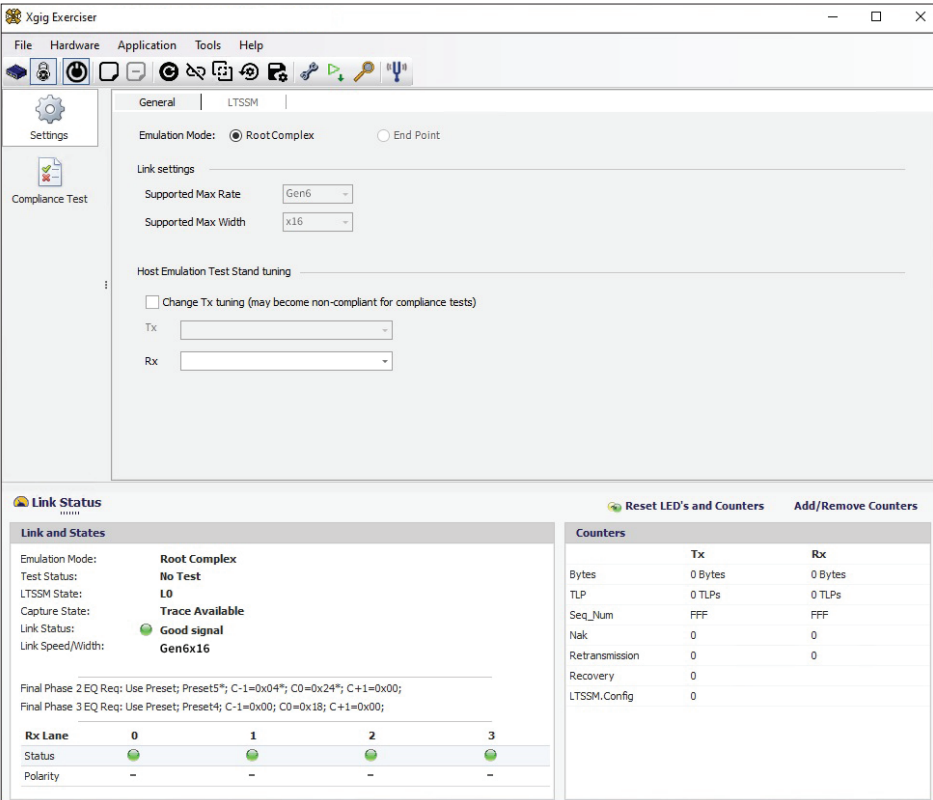 Xgig Exerciser
File Hardware Application Tools Help
Settings
Compliance Test
General LTSSM
Emulation Mode: Root Complex End Point
Link settings
Supported Max Rate Gen6
Supported Max Width x16
Host Emulation Test Stand tuning
Change Tx tuning (may become non-compliant for compliance tests)
Tx
Rx
Link Status
Reset LED's and Counters Add/Remove Counters
Link and States
Emulation Mode: Root Complex
Test Status: No Test
LTSSM State: L0
Capture State: Trace Available
Link Status: Good signal
Link Speed/Width: Gen6x16
Final Phase 2 EQ Req: Use Preset; Preset5*; C-1=0x04*; C0=0x24*; C+1=0x00;
Final Phase 3 EQ Req: Use Preset; Preset4; C-1=0x00; C0=0x18; C+1=0x00;
Rx Lane 0 1 2 3
Status
Polarity – – – –
Counters
Tx Rx
Bytes 0 Bytes 0 Bytes
TLP 0 TLPs 0 TLPs
Seq_Num FFF FFF
Nak 0 0
Retransmission 0 0
Recovery 0
LTSSM.Config 0